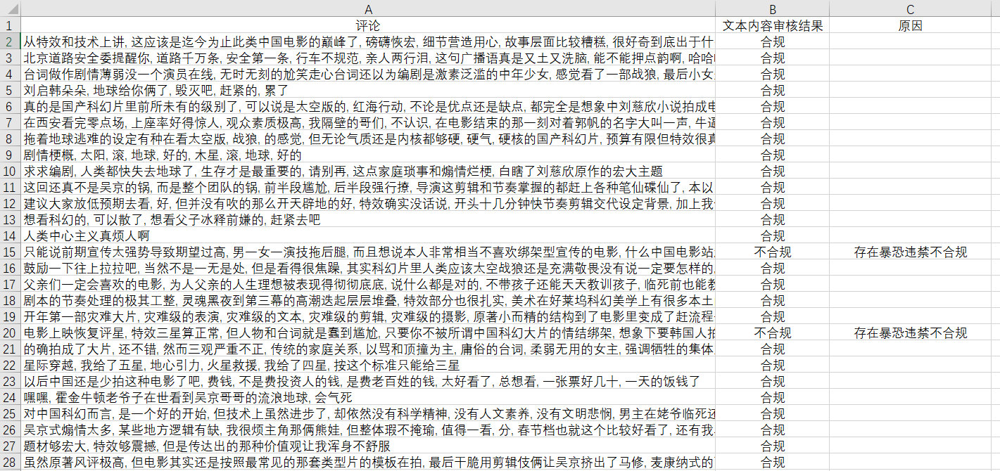 A B C
1 评论 文本内容审核结果 原因
2 从特效和技术上讲, 这应该是迄今为止此类中国电影的巅峰了, 磅礴恢宏, 细节营造用心, 故事层面比较糟糕, 很好奇到底出于什 合规
3 北京道路安全委提醒你, 道路千万条, 安全第一条, 行车不规范, 亲人两行泪, 这句广播语真是又土又洗脑, 能不能押点韵啊, 哈哈 合规
4 台词做作剧情薄弱没一个演员在线, 无时无刻的尬笑走心台词还以为编剧是激素泛滥的中年少女, 感觉看了一部战狼, 最后小女 合规
5 刘启韩朵朵, 地球给你俩了, 毁灭吧, 赶紧的, 累了 合规
6 真的是国产科幻片里前所未有的级别了, 可以说是太空版的, 红海行动, 不论是优点还是缺点, 都完全是想象中刘慈欣小说拍成电 合规
7 在西安看完零点场, 上座率好得惊人, 观众素质极高, 我隔壁的哥们, 不认识, 在电影结束的那一刻对着郭帆的名字大叫一声, 牛逼 合规
8 拖着地球逃难的设定有种在看太空版, 战狼, 的感觉, 但无论气质还是内核都够硬, 硬气, 硬核的国产科幻片, 预算有限但特效很真 合规
9 剧情梗概, 太阳, 滚, 地球, 好的, 木星, 滚, 地球, 好的 合规
10 求求编剧, 人类都快失去地球了, 生存才是最重要的, 请别再, 这点家庭琐事和煽情烂梗, 白瞎了刘慈欣原作的宏大主题 合规
11 这回还真不是吴京的锅, 而是整个团队的锅, 前半段尴尬, 后半段强行撩, 导演这剪辑和节奏掌握的都赶上各种笔仙碟仙了, 本以 合规
12 建议大家放低预期去看, 好, 但并没有吹的那么开天辟地的好, 特效确实没话说, 开头十几分钟快节奏剪辑交代设定背景, 加上我 合规
13 想看科幻的, 可以散了, 想看父子冰释前嫌的, 赶紧去吧 合规
14 人类中心主义真烦人啊 合规
15 只能说前期宣传太强势导致期望过高, 男一女一演技拖后腿, 而且想说本人非常相当不喜欢绑架型宣传的电影, 什么中国电影站 不合规 存在暴恐违禁不合规
16 鼓励一下往上拉拉吧, 当然不是一无是处, 但是看得很焦躁, 其实科幻片里人类应该太空战狼还是充满敬畏没有说一定要怎样的 合规
17 父亲们一定会喜欢的电影, 为人父亲的人生理想被表现得彻彻底底, 说什么都是对的, 不带孩子还能天天教训孩子, 临死前也能教 合规
18 剧本的节奏处理的极其工整, 灵魂黑夜到第三幕的高潮迭起层层堆叠, 特效部分也很扎实, 美术在好莱坞科幻美学上有很多本土 合规
19 开年第一部灾难大片, 灾难级的表演, 灾难级的文本, 灾难级的剪辑, 灾难级的摄影, 原著小而精的结构到了电影里变成了赶流程 合规
20 电影上映恢复评星, 特效三星算正常, 但人物和台词就是蠢到尴尬, 只要你不被所谓中国科幻大片的情结绑架, 想象下要韩国人拍 不合规 存在暴恐违禁不合规
21 的确拍成了大片, 还不错, 然而三观严重不正, 传统的家庭关系, 以骂和顶撞为主, 庸俗的台词, 柔弱无用的女主, 强调牺牲的集体 合规
22 星际穿越, 我给了五星, 地心引力, 火星救援, 我给了四星, 按这个标准只能给三星 合规
23 以后中国还是少拍这种电影了吧, 费钱, 不是费投资人的钱, 是费老百姓的钱, 太好看了, 总想看, 一张票好几十, 一天的饭钱了 合规
24 嘿嘿, 霍金牛顿老爷子在世看到吴京哥哥的流浪地球, 会气死 合规
25 对中国科幻而言, 是一个好的开始, 但技术上虽然进步了, 却依然没有科学精神, 没有人文素养, 没有文明悲悯, 男主在姥爷临死还 合规
26 吴京式煽情太多, 某些地方逻辑有缺, 我很烦主角那俩熊娃, 但整体瑕不掩瑜, 值得一看, 分, 春节档也就这个比较好看了, 还有我 合规
27 题材够宏大, 特效够震撼, 但是传达出的那种价值观让我浑身不舒服 合规
28 虽然原著风评极高, 但电影其实还是按照最常见的那套类型片的模板在拍, 最后干脆用剪辑伎俩让吴京挤出了马修, 麦康纳式的 合规